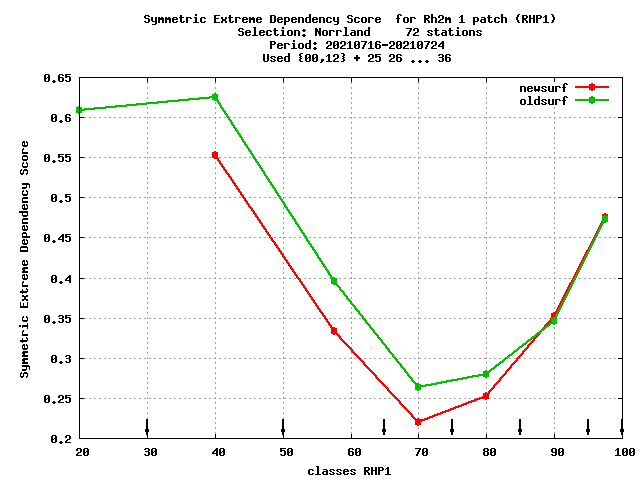 Symmetric Extreme Dependency Score  for Rh2m 1 patch (RHP1)
Selection: Norrland     72 stations
Period: 20210716-20210724
Used {00,12} + 25 26 ... 36
newsurf
oldsurf
Symmetric Extreme Dependency Score
0.65
0.6
0.55
0.5
0.45
0.4
0.35
0.3
0.25
0.2
20 30 40 50 60 70 80 90 100
classes RHP1